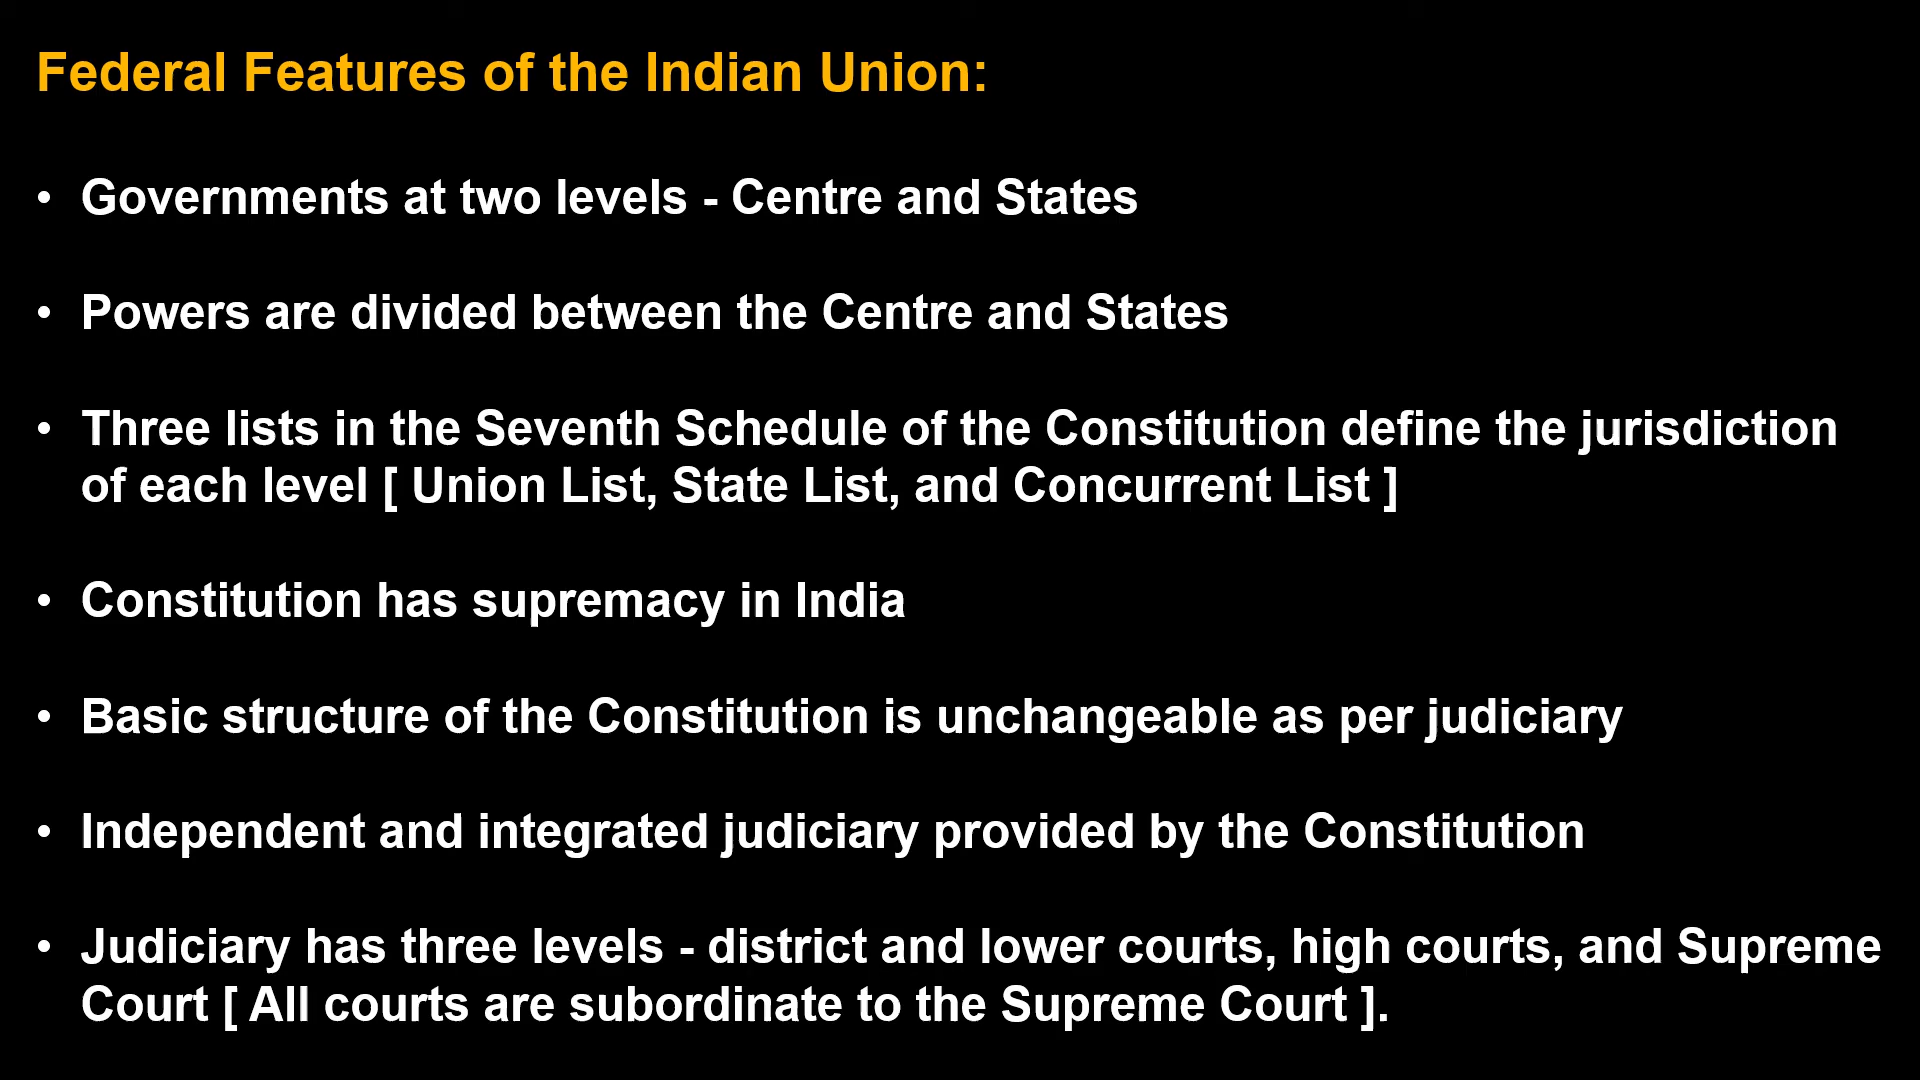 Federal Features of the Indian Union:
• Governments at two levels - Centre and States
• Powers are divided between the Centre and States
• Three lists in the Seventh Schedule of the Constitution define the jurisdiction
of each level [ Union List, State List, and Concurrent List ]
• Constitution has supremacy in India
• Basic structure of the Constitution is unchangeable as per judiciary
• Independent and integrated judiciary provided by the Constitution
• Judiciary has three levels - district and lower courts, high courts, and Supreme
Court [ All courts are subordinate to the Supreme Court ].